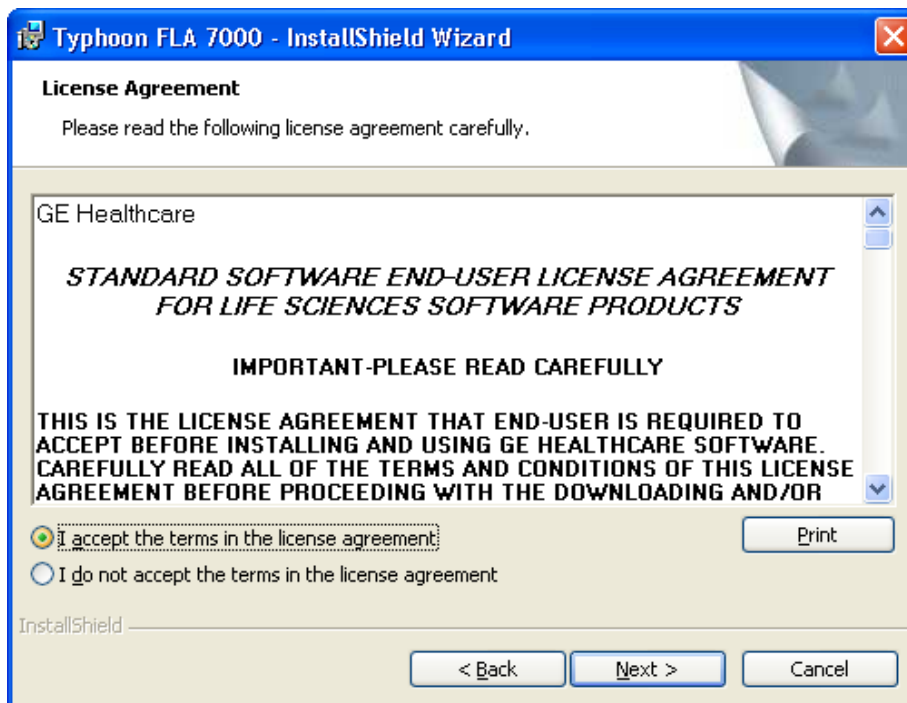 Typhoon FLA 7000 - InstallShield Wizard
License Agreement
Please read the following license agreement carefully.
GE Healthcare
STANDARD SOFTWARE END-USER LICENSE AGREEMENT
FOR LIFE SCIENCES SOFTWARE PRODUCTS
IMPORTANT-PLEASE READ CAREFULLY
THIS IS THE LICENSE AGREEMENT THAT END-USER IS REQUIRED TO
ACCEPT BEFORE INSTALLING AND USING GE HEALTHCARE SOFTWARE.
CAREFULLY READ ALL OF THE TERMS AND CONDITIONS OF THIS LICENSE
AGREEMENT BEFORE PROCEEDING WITH THE DOWNLOADING AND/OR
I accept the terms in the license agreement
Print
I do not accept the terms in the license agreement
InstallShield
< Back
Next >
Cancel